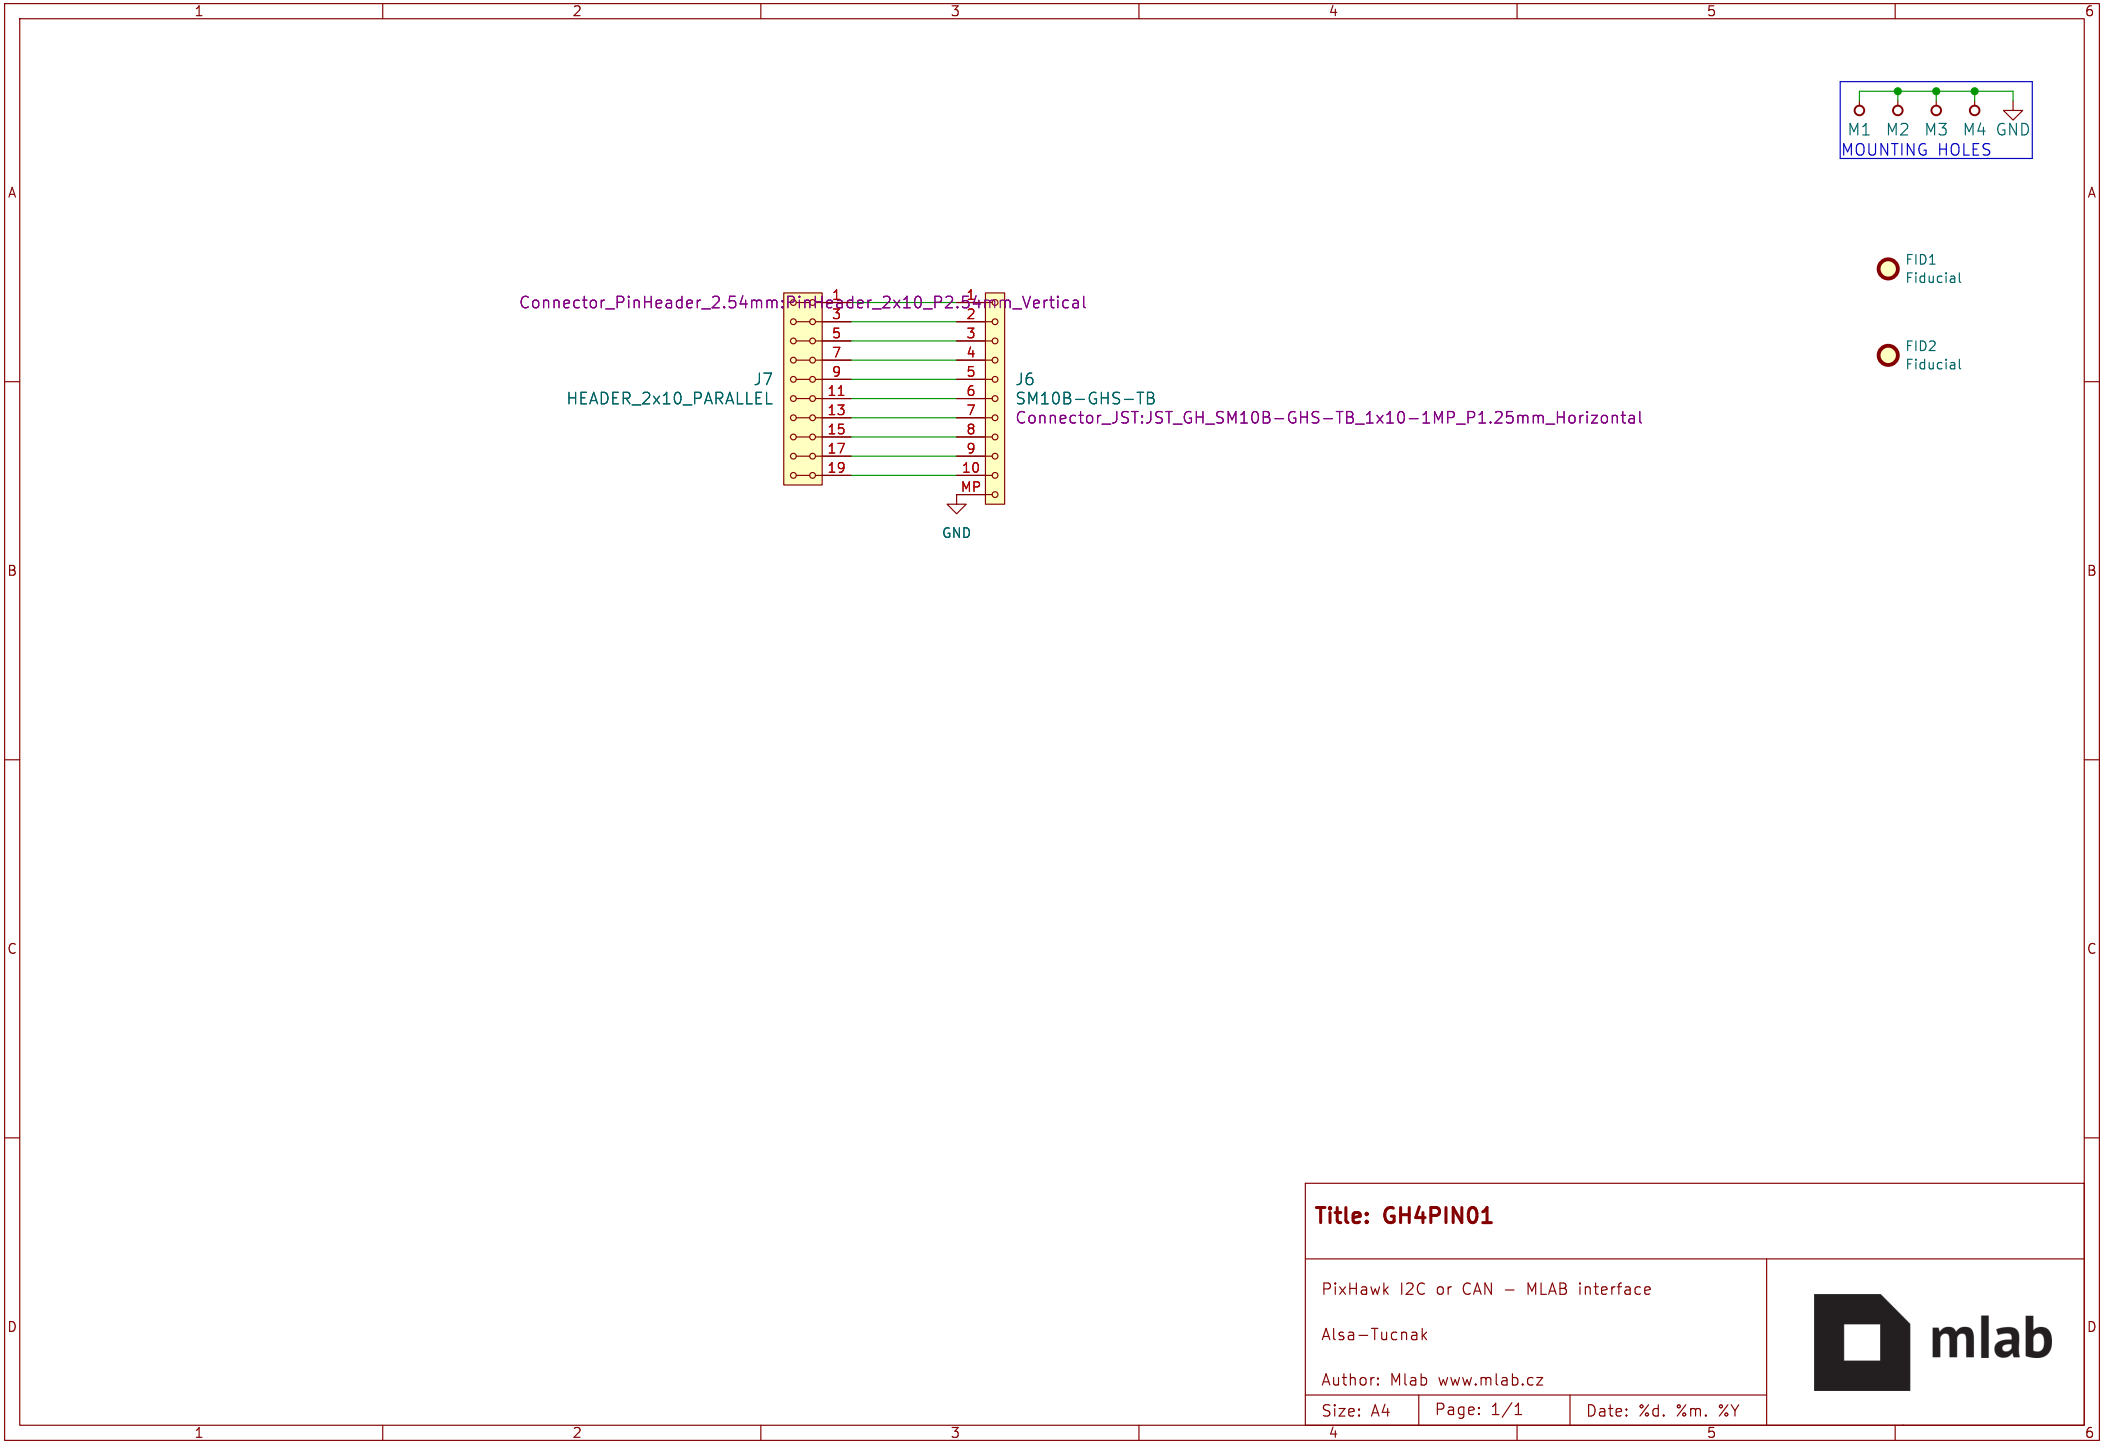 1 2 3 4 5 6
M1 M2 M3 M4 GND
MOUNTING HOLES
A A
FID1
Fiducial
Connector_PinHeader_2.54mm:PinHeader_2x10_P2.54mm_Vertical
1 1
3 2
5 3
7 4
9 5
11 6
13 7
15 8
17 9
19 10
MP
GND
J7
HEADER_2x10_PARALLEL
J6
SM10B-GHS-TB
Connector_JST:JST_GH_SM10B-GHS-TB_1x10-1MP_P1.25mm_Horizontal
FID2
Fiducial
B B
C C
Title: GH4PIN01
PixHawk I2C or CAN - MLAB interface
Alsa-Tucnak
Author: Mlab www.mlab.cz
Size: A4 Page: 1/1 Date: %d. %m. %Y
mlab
D D
1 2 3 4 5 6